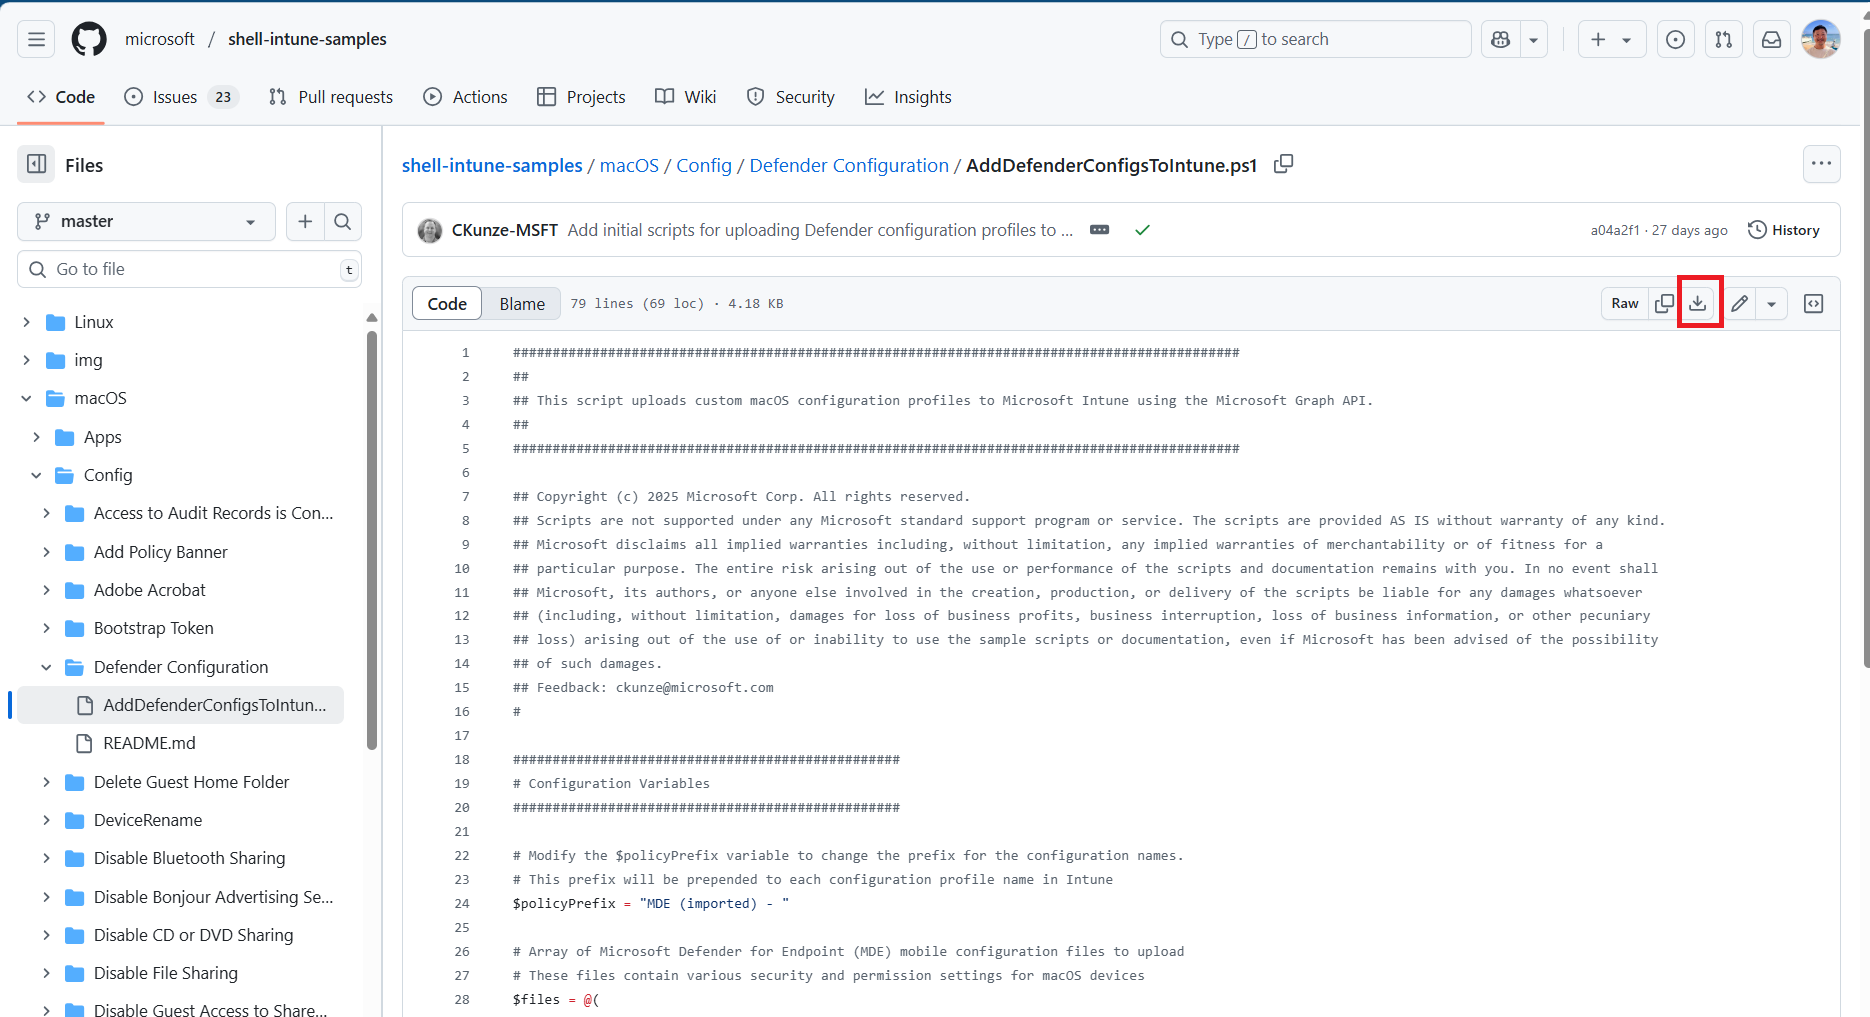 microsoft / shell-intune-samples
Type / to search
Code
Issues 23
Pull requests
Actions
Projects
Wiki
Security
Insights
Files
master
Go to file
t
Linux
img
macOS
Apps
Config
Access to Audit Records is Con...
Add Policy Banner
Adobe Acrobat
Bootstrap Token
Defender Configuration
AddDefenderConfigsToIntun...
README.md
Delete Guest Home Folder
DeviceRename
Disable Bluetooth Sharing
Disable Bonjour Advertising Se...
Disable CD or DVD Sharing
Disable File Sharing
Disable Guest Access to Share...
shell-intune-samples / macOS / Config / Defender Configuration / AddDefenderConfigsToIntune.ps1
CKunze-MSFT Add initial scripts for uploading Defender configuration profiles to ...
a04a2f1 · 27 days ago
History
Code
Blame
79 lines (69 loc) · 4.18 KB
Raw
1 ############################################################################################
2 ##
3 ## This script uploads custom macOS configuration profiles to Microsoft Intune using the Microsoft Graph API.
4 ##
5 ############################################################################################
6
7 ## Copyright (c) 2025 Microsoft Corp. All rights reserved.
8 ## Scripts are not supported under any Microsoft standard support program or service. The scripts are provided AS IS without warranty of any kind.
9 ## Microsoft disclaims all implied warranties including, without limitation, any implied warranties of merchantability or of fitness for a
10 ## particular purpose. The entire risk arising out of the use or performance of the scripts and documentation remains with you. In no event shall
11 ## Microsoft, its authors, or anyone else involved in the creation, production, or delivery of the scripts be liable for any damages whatsoever
12 ## (including, without limitation, damages for loss of business profits, business interruption, loss of business information, or other pecuniary
13 ## loss) arising out of the use of or inability to use the sample scripts or documentation, even if Microsoft has been advised of the possibility
14 ## of such damages.
15 ## Feedback: ckunze@microsoft.com
16 #
17
18 #################################################
19 # Configuration Variables
20 #################################################
21
22 # Modify the $policyPrefix variable to change the prefix for the configuration names.
23 # This prefix will be prepended to each configuration profile name in Intune
24 $policyPrefix = "MDE (imported) - "
25
26 # Array of Microsoft Defender for Endpoint (MDE) mobile configuration files to upload
27 # These files contain various security and permission settings for macOS devices
28 $files = @(